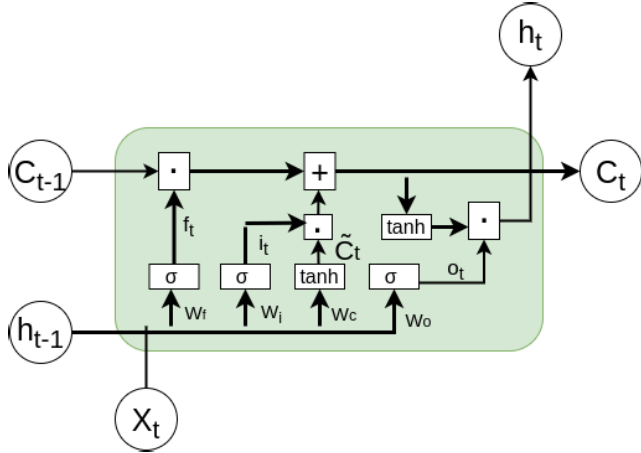 h_t
C_{t-1}
·
+
C_t
f_t
i_t
·
C̃_t
tanh
·
σ
σ
tanh
σ
o_t
W_f
W_i
W_c
W_o
h_{t-1}
X_t